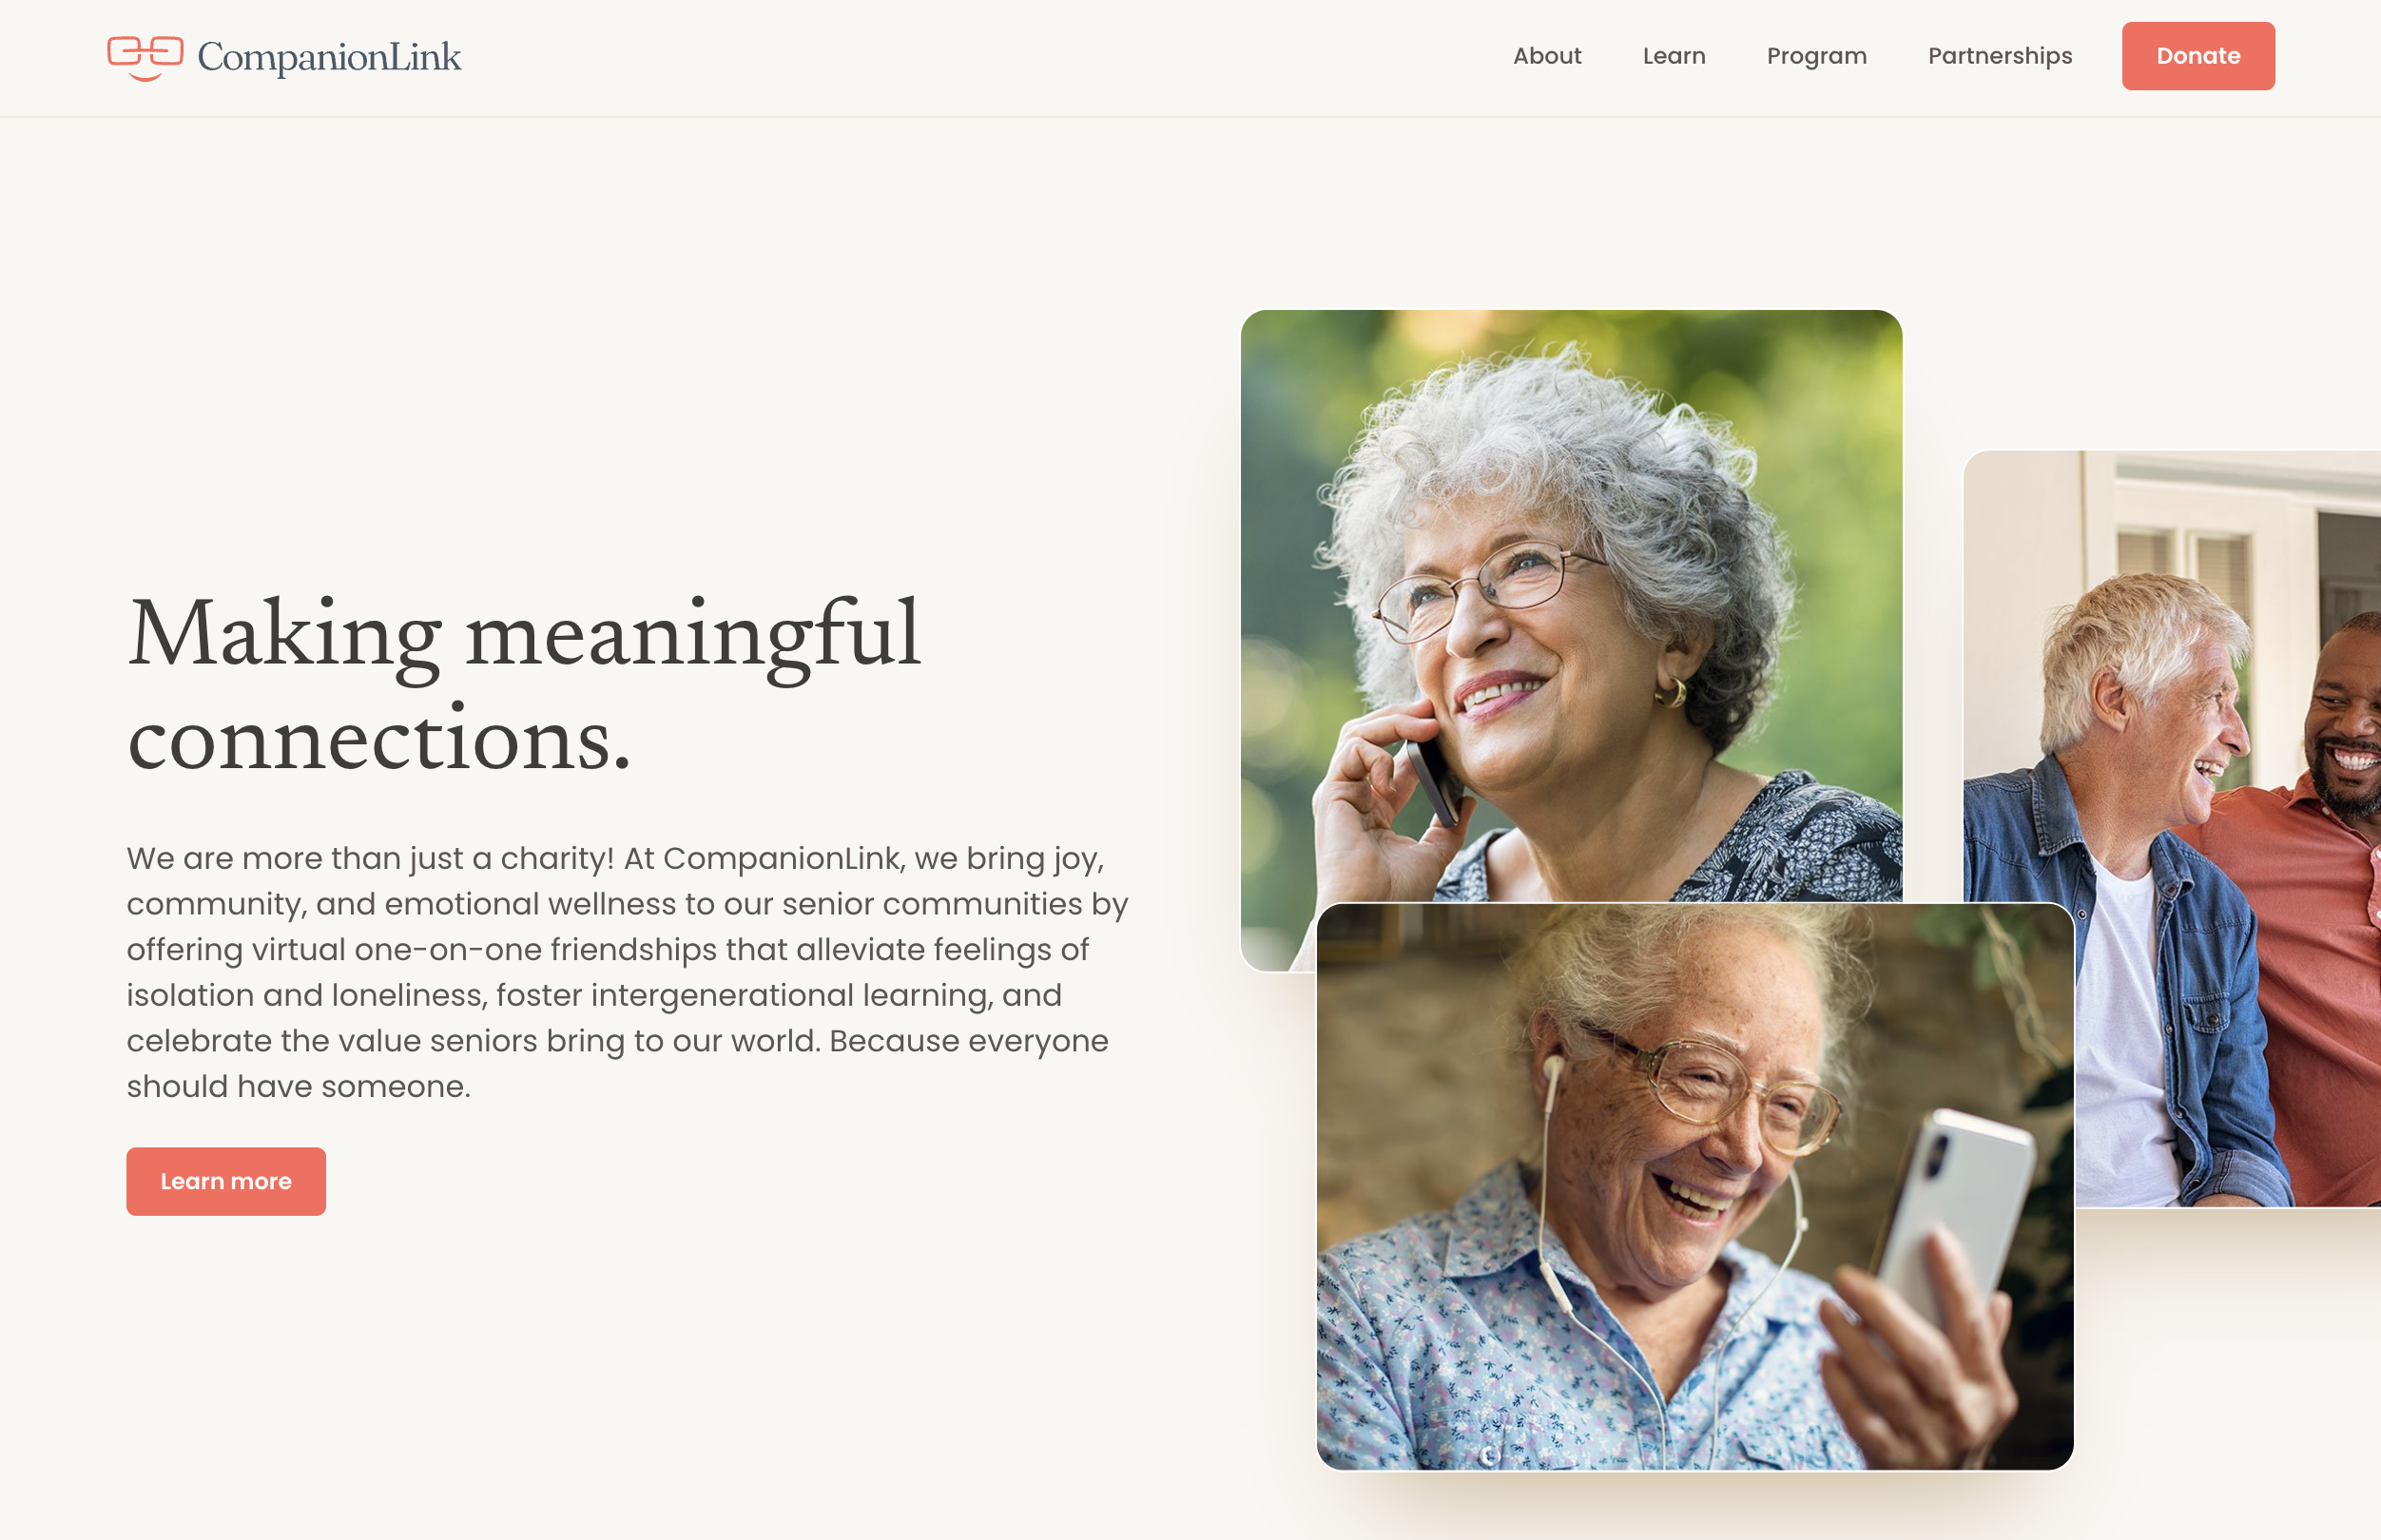 CompanionLink
About
Learn
Program
Partnerships
Donate
Making meaningful
connections.
We are more than just a charity! At CompanionLink, we bring joy,
community, and emotional wellness to our senior communities by
offering virtual one-on-one friendships that alleviate feelings of
isolation and loneliness, foster intergenerational learning, and
celebrate the value seniors bring to our world. Because everyone
should have someone.
Learn more